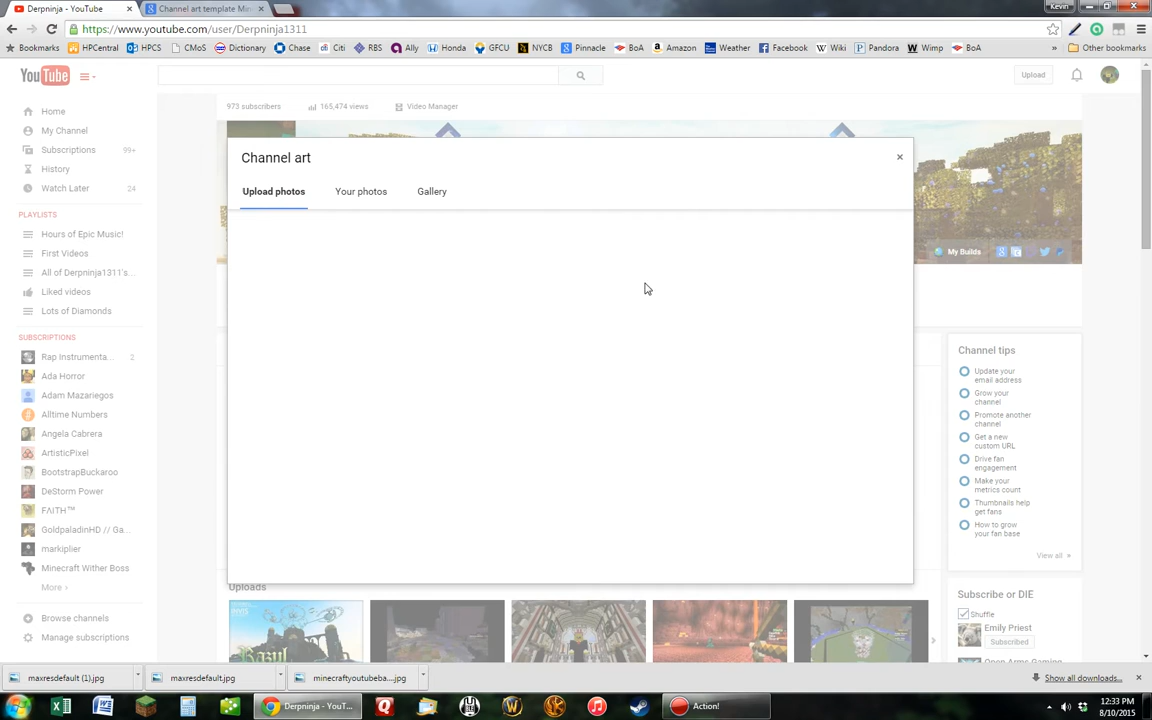 Derpninja - YouTube
Channel art template Min
Kevin
https://www.youtube.com/user/Derpninja1311
Bookmarks HPCentral HPCS CMoS Dictionary Chase Citi RBS Ally Honda GFCU NYCB Pinnacle BoA Amazon Weather Facebook Wiki Pandora Wimp BoA » Other bookmarks
YouTube
Upload
973 subscribers 165,474 views Video Manager
Home
My Channel
Subscriptions 99+
History
Watch Later 24
PLAYLISTS
Hours of Epic Music!
First Videos
All of Derpninja1311's...
Liked videos
Lots of Diamonds
SUBSCRIPTIONS
Rap Instrumenta... 2
Ada Horror
Adam Mazariegos
Alltime Numbers
Angela Cabrera
ArtisticPixel
BootstrapBuckaroo
DeStorm Power
FΛITH™
GoldpaladinHD // Ga...
markiplier
Minecraft Wither Boss
More ›
Browse channels
Manage subscriptions
Channel art
×
Upload photos Your photos Gallery
My Builds
Channel tips
Update your
email address
Grow your
channel
Promote another
channel
Get a new
custom URL
Drive fan
engagement
Make your
metrics count
Thumbnails help
get fans
How to grow
your fan base
View all »
Subscribe or DIE
Shuffle
Emily Priest
Subscribed
Open Arms Gaming
Uploads
maxresdefault (1).jpg maxresdefault.jpg minecraftyoutubeba....jpg
Show all downloads...
Derpninja - YouT...
Action!
12:33 PM
8/10/2015